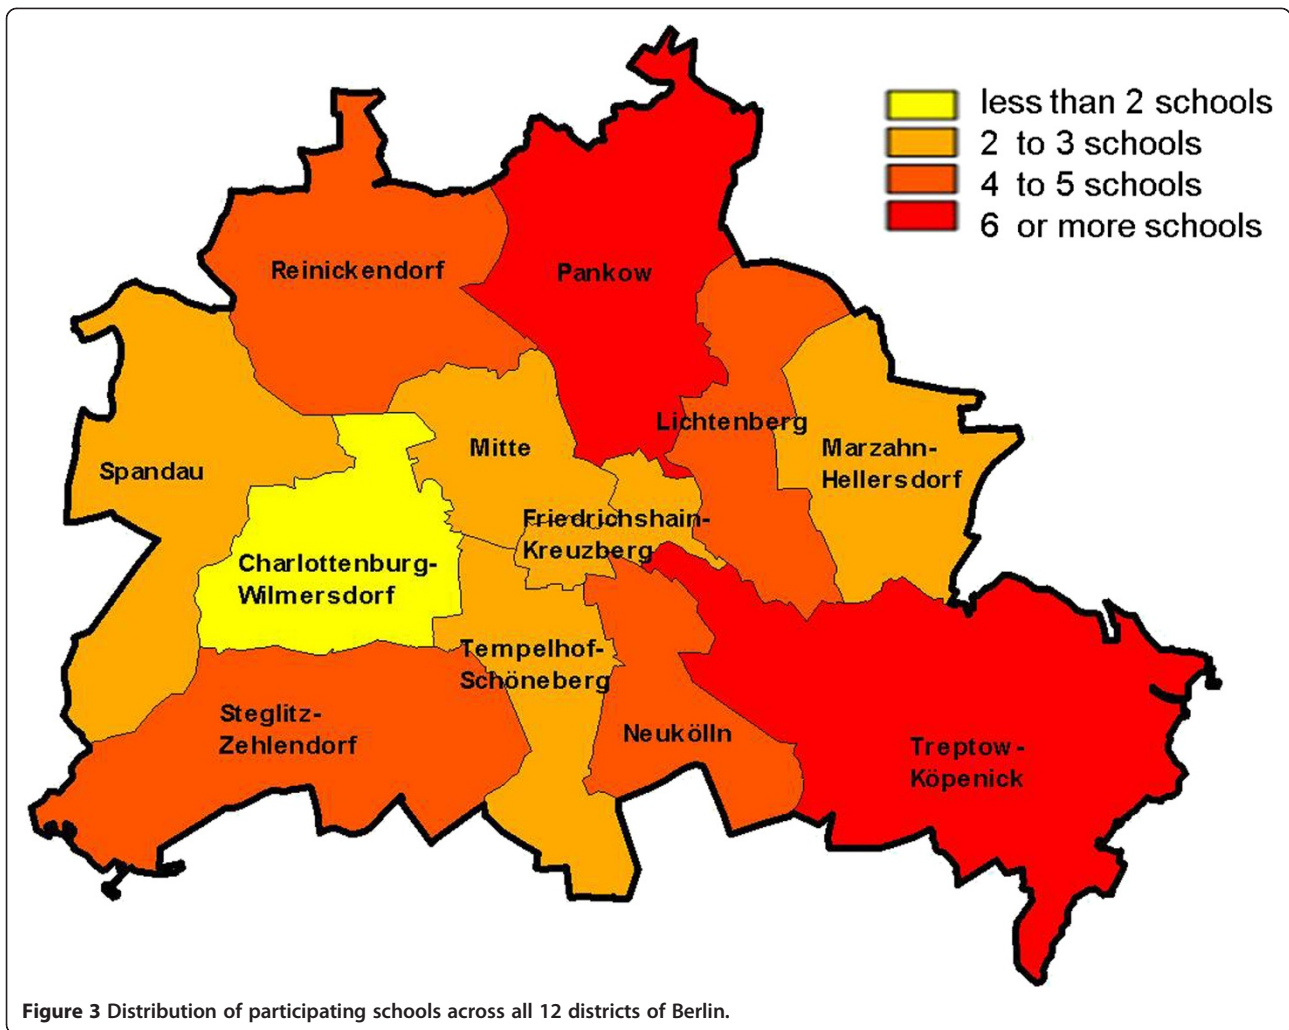 less than 2 schools
2 to 3 schools
4 to 5 schools
6 or more schools
Reinickendorf
Pankow
Lichtenberg
Mitte
Marzahn-
Hellersdorf
Spandau
Friedrichshain-
Kreuzberg
Charlottenburg-
Wilmersdorf
Tempelhof-
Schöneberg
Steglitz-
Zehlendorf
Neukölln
Treptow-
Köpenick
Figure 3 Distribution of participating schools across all 12 districts of Berlin.